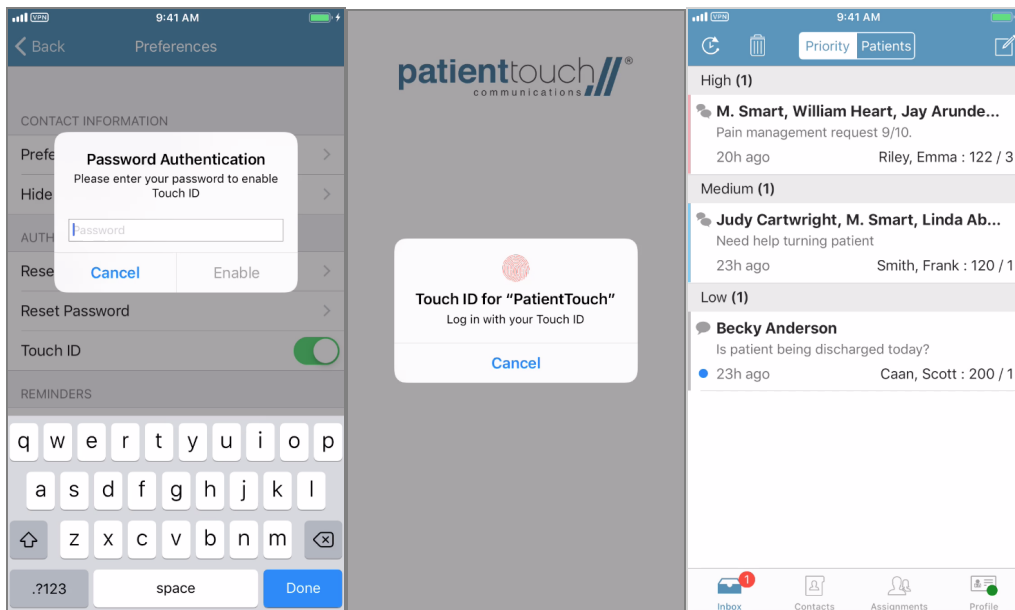 VPN 9:41 AM
Back Preferences
CONTACT INFORMATION
Prefe
Hide
AUTH
Rese
Password Authentication
Please enter your password to enable
Touch ID
Password
Cancel Enable
Reset Password
Touch ID
REMINDERS
q w e r t y u i o p
a s d f g h j k l
z x c v b n m
.?123 space Done
patienttouch®
communications
Touch ID for “PatientTouch”
Log in with your Touch ID
Cancel
VPN 9:41 AM
Priority Patients
High (1)
M. Smart, William Heart, Jay Arunde...
Pain management request 9/10.
20h ago Riley, Emma : 122 / 3
Medium (1)
Judy Cartwright, M. Smart, Linda Ab...
Need help turning patient
23h ago Smith, Frank : 120 / 1
Low (1)
Becky Anderson
Is patient being discharged today?
23h ago Caan, Scott : 200 / 1
1
Inbox Contacts Assignments Profile